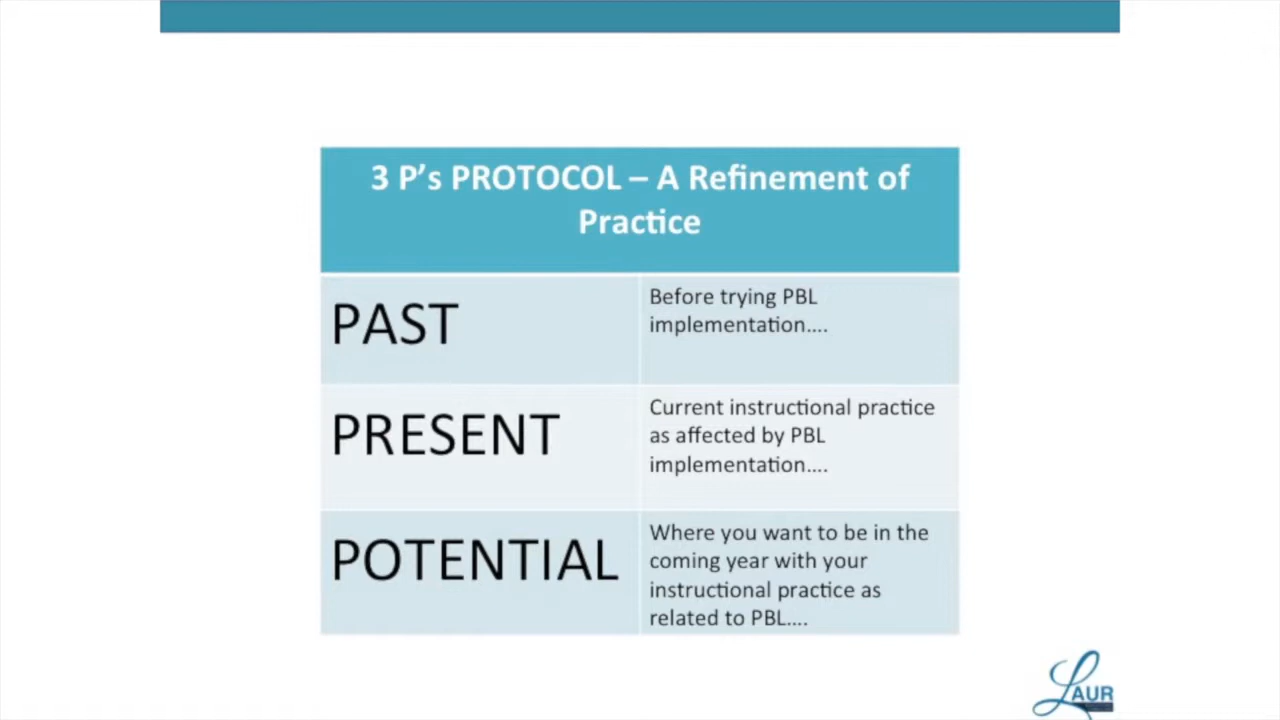 3 P’s PROTOCOL – A Refinement of
Practice
PAST
Before trying PBL
implementation....
PRESENT
Current instructional practice
as affected by PBL
implementation....
POTENTIAL
Where you want to be in the
coming year with your
instructional practice as
related to PBL....
LAUR